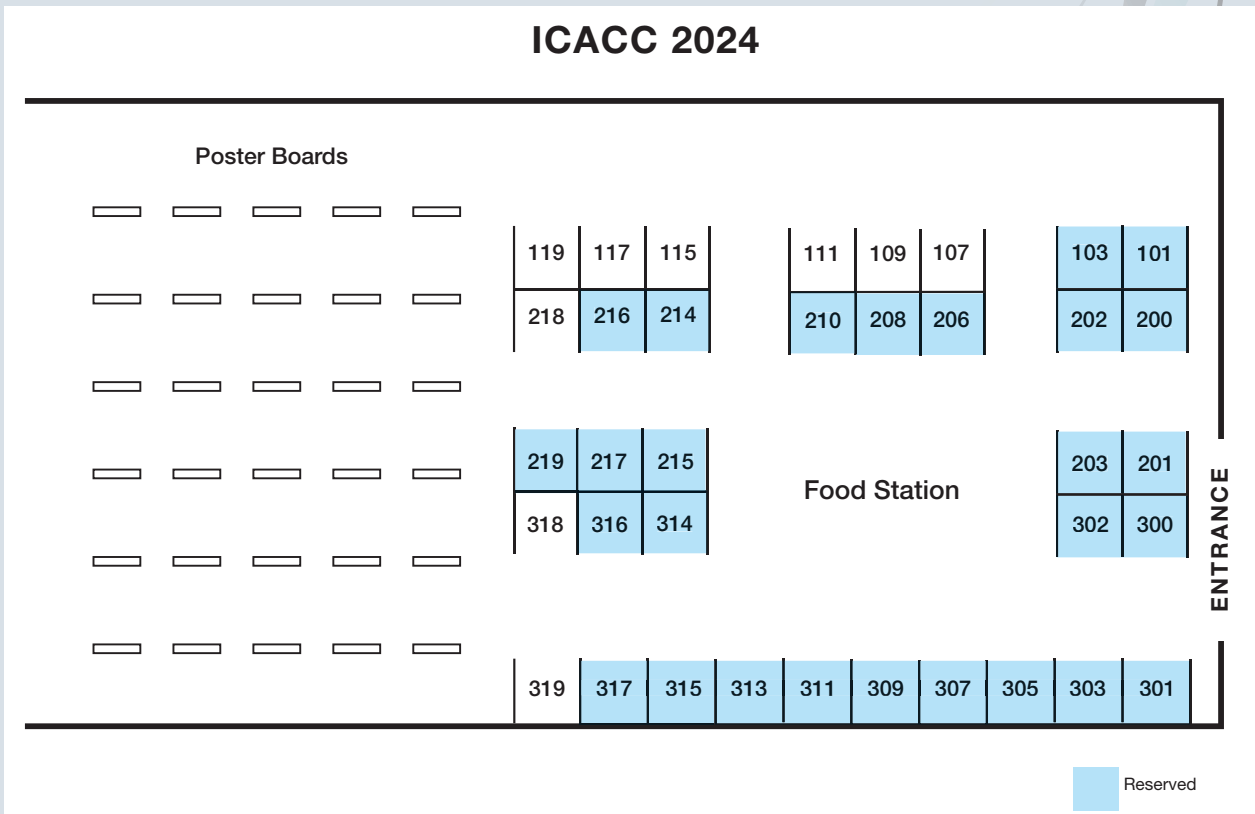 ICACC 2024
Poster Boards
119 117 115 111 109 107 103 101
218 216 214 210 208 206 202 200
219 217 215 203 201
Food Station
318 316 314 302 300
ENTRANCE
319 317 315 313 311 309 307 305 303 301
Reserved